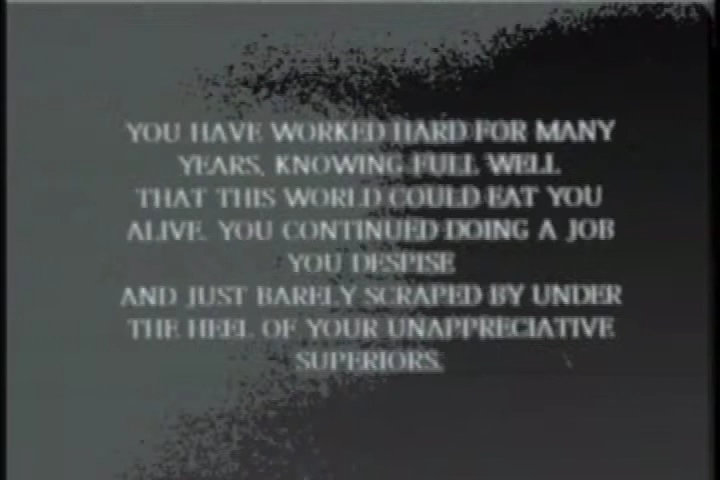 YOU HAVE WORKED HARD FOR MANY
YEARS, KNOWING FULL WELL
THAT THIS WORLD COULD EAT YOU
ALIVE. YOU CONTINUED DOING A JOB
YOU DESPISE
AND JUST BARELY SCRAPED BY UNDER
THE HEEL OF YOUR UNAPPRECIATIVE
SUPERIORS.